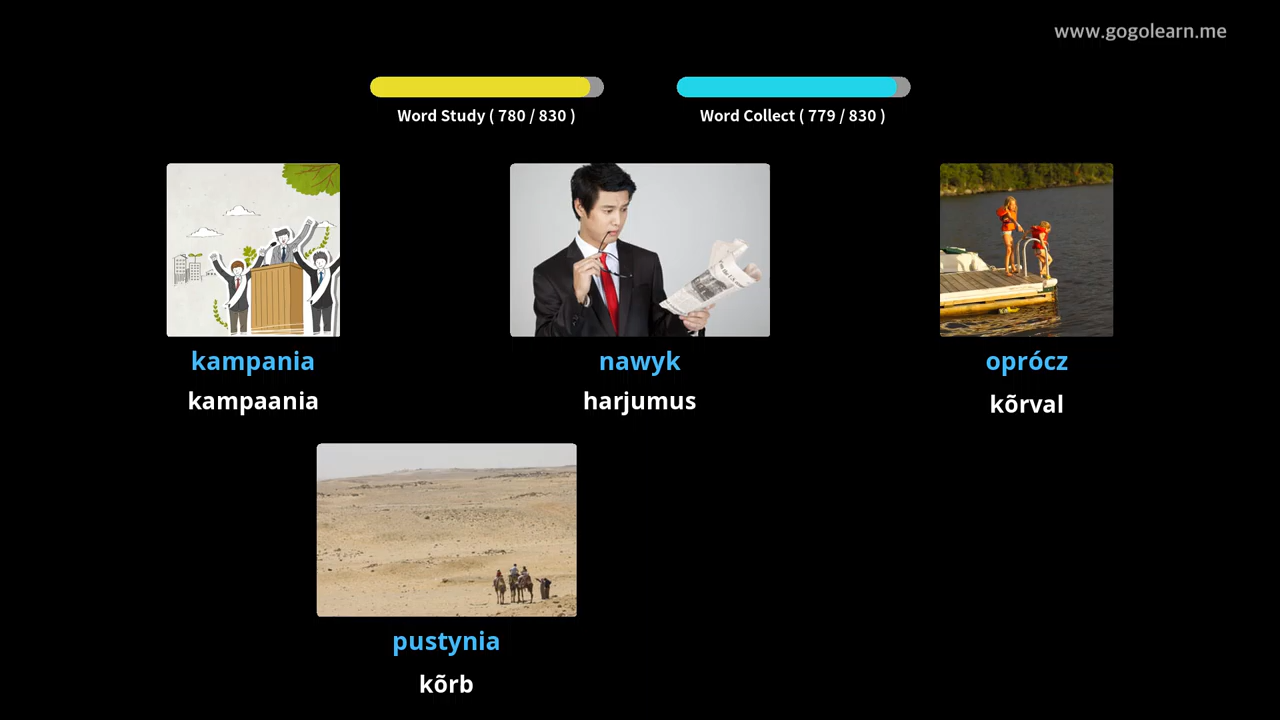 www.gogolearn.me
Word Study ( 780 / 830 )
Word Collect ( 779 / 830 )
kampania
kampaania
nawyk
harjumus
oprócz
kõrval
pustynia
kõrb